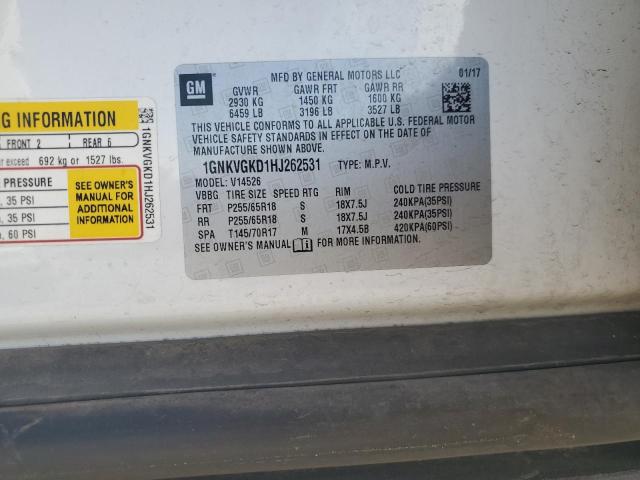 G INFORMATION
FRONT 2 REAR 6
exceed 692 kg or 1527 lbs.
PRESSURE
35 PSI
35 PSI
60 PSI
SEE OWNER'S
MANUAL FOR
ADDITIONAL
INFORMATION
1GNKVGKD1HJ262531
GM
MFD BY GENERAL MOTORS LLC 01/17
GVWR GAWR FRT GAWR RR
2930 KG 1450 KG 1600 KG
6459 LB 3196 LB 3527 LB
THIS VEHICLE CONFORMS TO ALL APPLICABLE U.S. FEDERAL MOTOR
VEHICLE SAFETY STANDARDS IN EFFECT ON THE DATE OF
MANUFACTURE SHOWN ABOVE.
1GNKVGKD1HJ262531 TYPE: M.P.V.
MODEL: V14526
VBBG TIRE SIZE SPEED RTG RIM COLD TIRE PRESSURE
FRT P255/65R18 S 18X7.5J 240KPA(35PSI)
RR P255/65R18 S 18X7.5J 240KPA(35PSI)
SPA T145/70R17 M 17X4.5B 420KPA(60PSI)
SEE OWNER'S MANUAL FOR MORE INFORMATION.